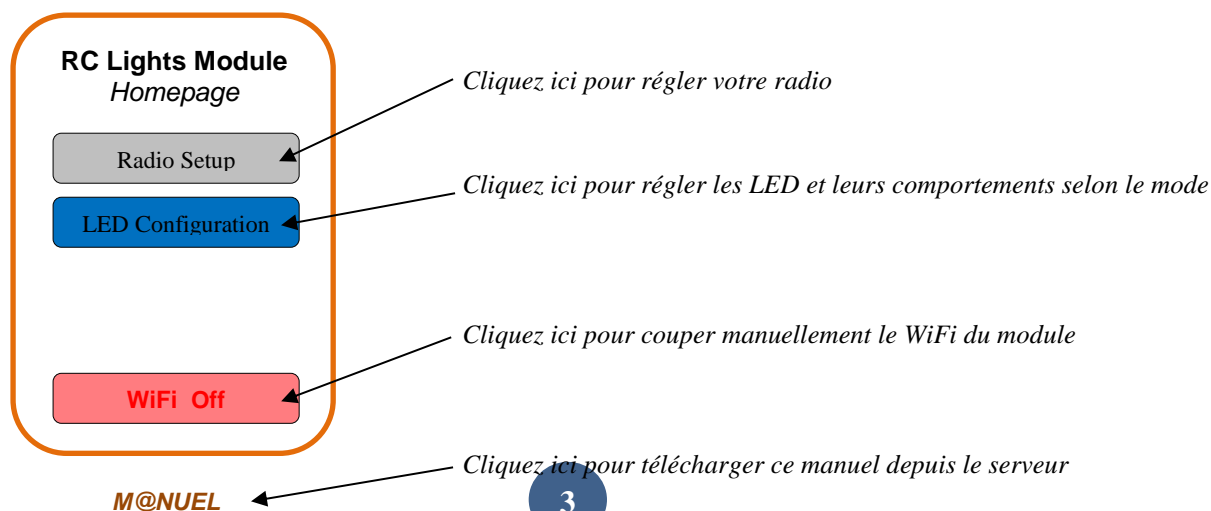 RC Lights Module
Homepage
Cliquez ici pour régler votre radio
Radio Setup
Cliquez ici pour régler les LED et leurs comportements selon le mode
LED Configuration
Cliquez ici pour couper manuellement le WiFi du module
WiFi Off
Cliquez ici pour télécharger ce manuel depuis le serveur
M@NUEL
3